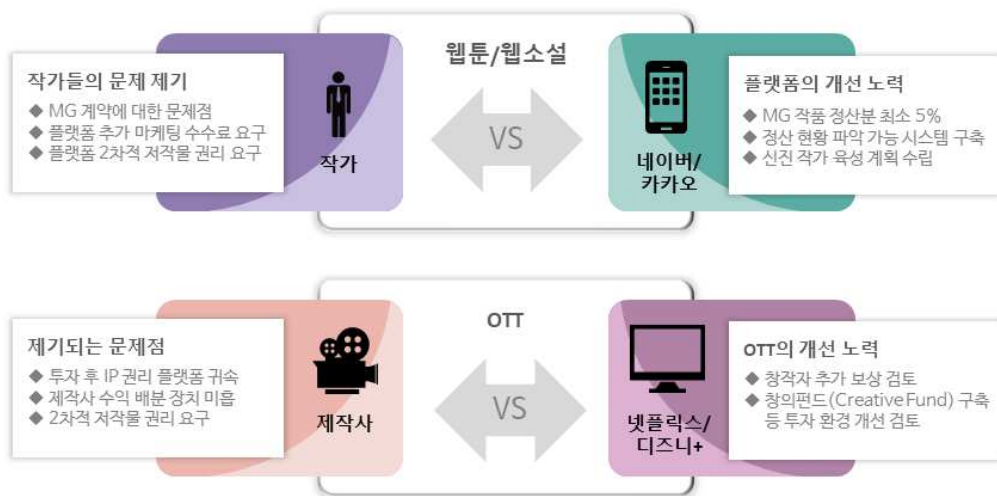 웹툰/웹소설
작가들의 문제 제기
◆ MG 계약에 대한 문제점
◆ 플랫폼 추가 마케팅 수수료 요구
◆ 플랫폼 2차적 저작물 권리 요구
작가
VS
네이버/
카카오
플랫폼의 개선 노력
◆ MG 작품 정산분 최소 5%
◆ 정산 현황 파악 가능 시스템 구축
◆ 신진 작가 육성 계획 수립
OTT
제기되는 문제점
◆ 투자 후 IP 권리 플랫폼 귀속
◆ 제작사 수익 배분 장치 미흡
◆ 2차적 저작물 권리 요구
제작사
VS
넷플릭스/
디즈니+
OTT의 개선 노력
◆ 창작자 추가 보상 검토
◆ 창의펀드(Creative Fund) 구축
등 투자 환경 개선 검토